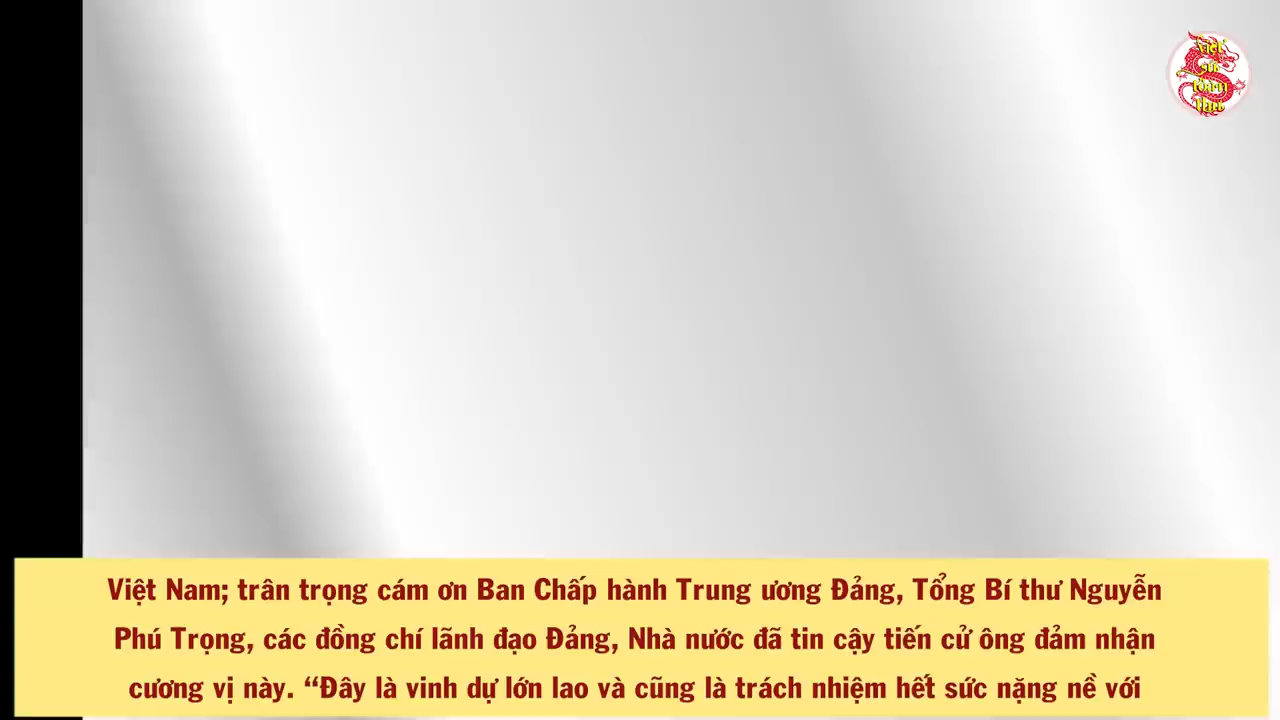 Việt Nam; trân trọng cám ơn Ban Chấp hành Trung ương Đảng, Tổng Bí thư Nguyễn
Phú Trọng, các đồng chí lãnh đạo Đảng, Nhà nước đã tin cậy tiến cử ông đảm nhận
cương vị này. “Đây là vinh dự lớn lao và cũng là trách nhiệm hết sức nặng nề với